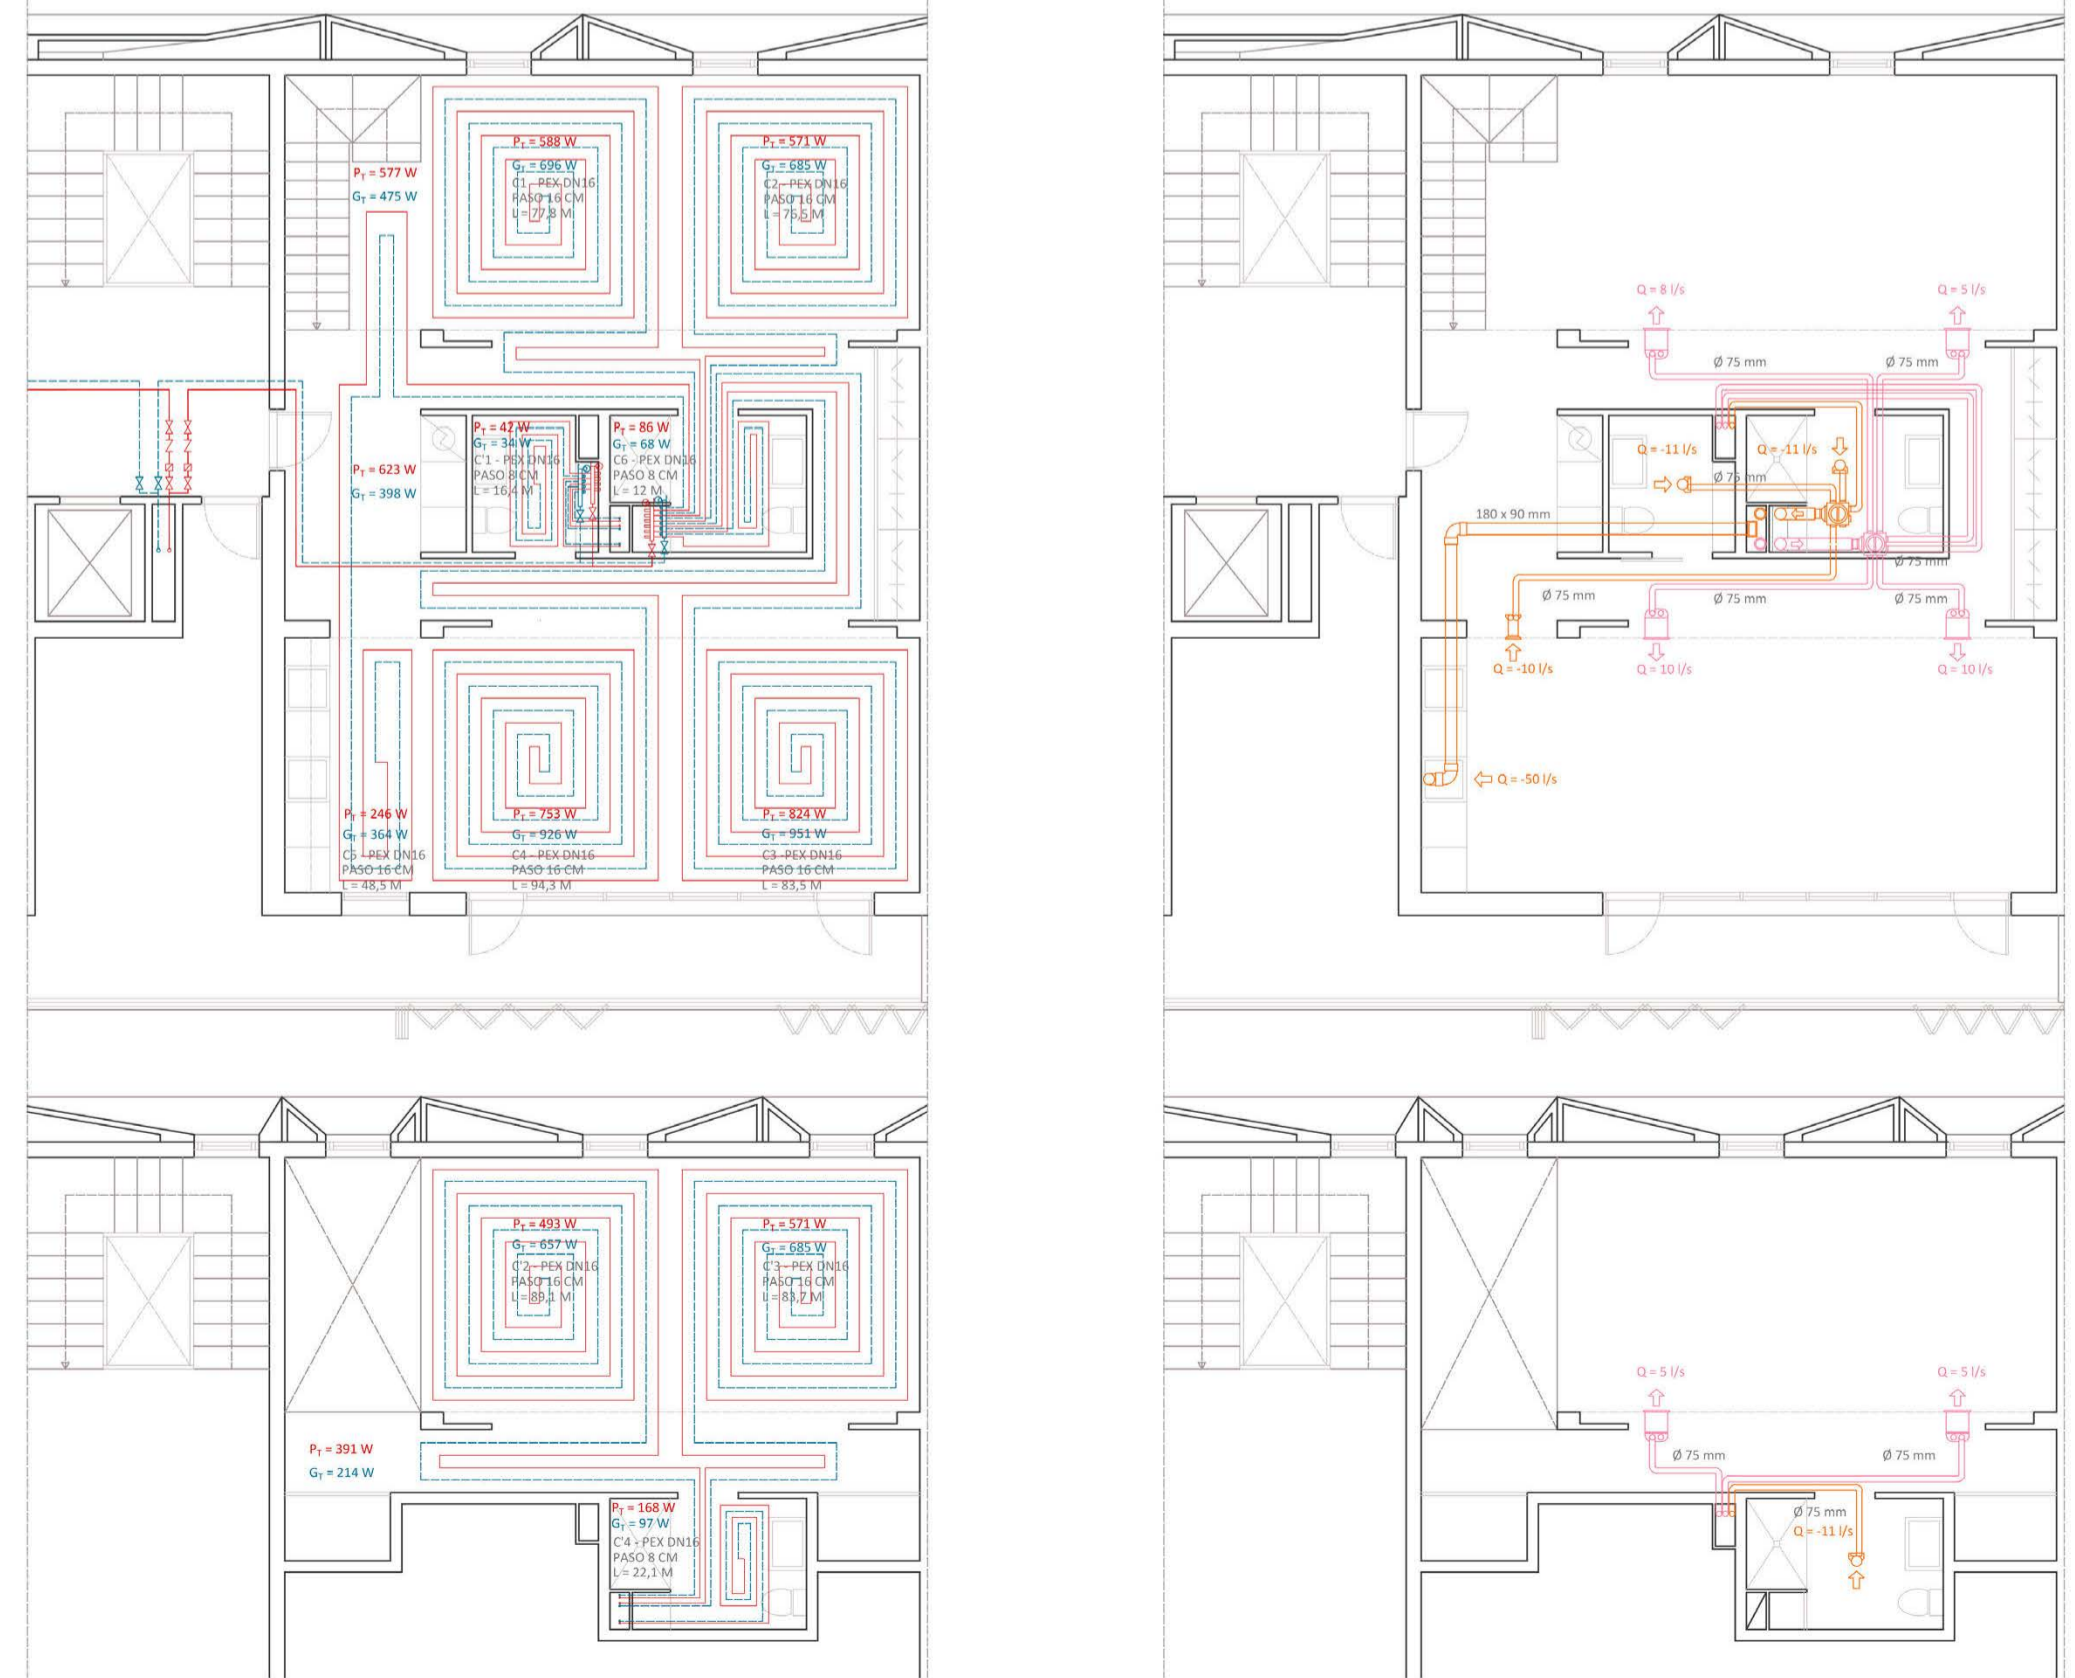 P_T = 588 W
G_T = 696 W
C1 - PEX DN16
PASO 16 CM
L = 77,8 M
P_T = 571 W
G_T = 685 W
C2 - PEX DN16
PASO 16 CM
L = 76,5 M
P_T = 577 W
G_T = 475 W
P_T = 42 W
G_T = 34 W
C'1 - PEX DN16
PASO 8 CM
L = 16,4 M
P_T = 86 W
G_T = 68 W
C6 - PEX DN16
PASO 8 CM
L = 12 M
P_T = 623 W
G_T = 398 W
P_T = 246 W
G_T = 364 W
C5 - PEX DN16
PASO 16 CM
L = 48,5 M
P_T = 753 W
G_T = 926 W
C4 - PEX DN16
PASO 16 CM
L = 94,3 M
P_T = 824 W
G_T = 951 W
C3 -PEX DN16
PASO 16 CM
L = 83,5 M
Q = 8 l/s
Q = 5 l/s
Ø 75 mm
Ø 75 mm
Q = -11 l/s
Q = -11 l/s
Ø 75 mm
180 x 90 mm
Ø 75 mm
Ø 75 mm
Ø 75 mm
Ø 75 mm
Q = -10 l/s
Q = 10 l/s
Q = 10 l/s
Q = -50 l/s
P_T = 493 W
G_T = 657 W
C'2 - PEX DN16
PASO 16 CM
L = 89,1 M
P_T = 571 W
G_T = 685 W
C'3 - PEX DN16
PASO 16 CM
L = 83,7 M
P_T = 391 W
G_T = 214 W
P_T = 168 W
G_T = 97 W
C'4 - PEX DN16
PASO 8 CM
L = 22,1 M
Q = 5 l/s
Q = 5 l/s
Ø 75 mm
Ø 75 mm
Ø 75 mm
Q = -11 l/s